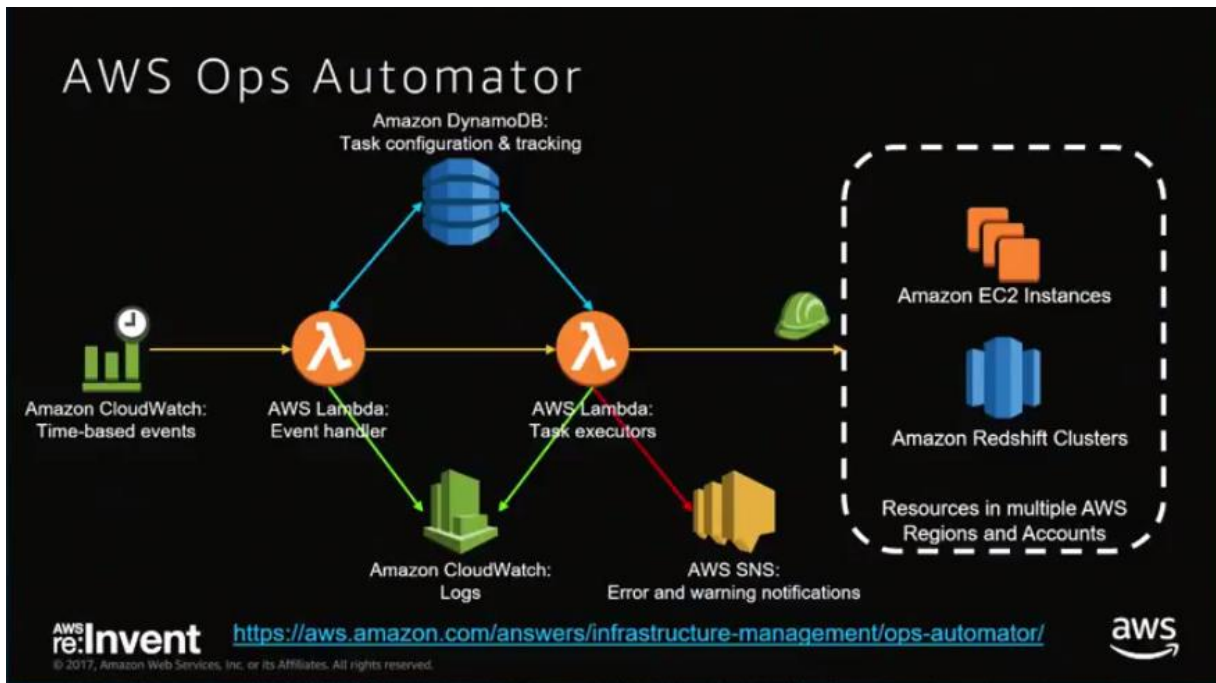 AWS Ops Automator
Amazon DynamoDB:
Task configuration & tracking
Amazon CloudWatch:
Time-based events
AWS Lambda:
Event handler
AWS Lambda:
Task executors
Amazon CloudWatch:
Logs
AWS SNS:
Error and warning notifications
Amazon EC2 Instances
Amazon Redshift Clusters
Resources in multiple AWS
Regions and Accounts
AWS
re:Invent
https://aws.amazon.com/answers/infrastructure-management/ops-automator/
aws
© 2017, Amazon Web Services, Inc. or its Affiliates. All rights reserved.